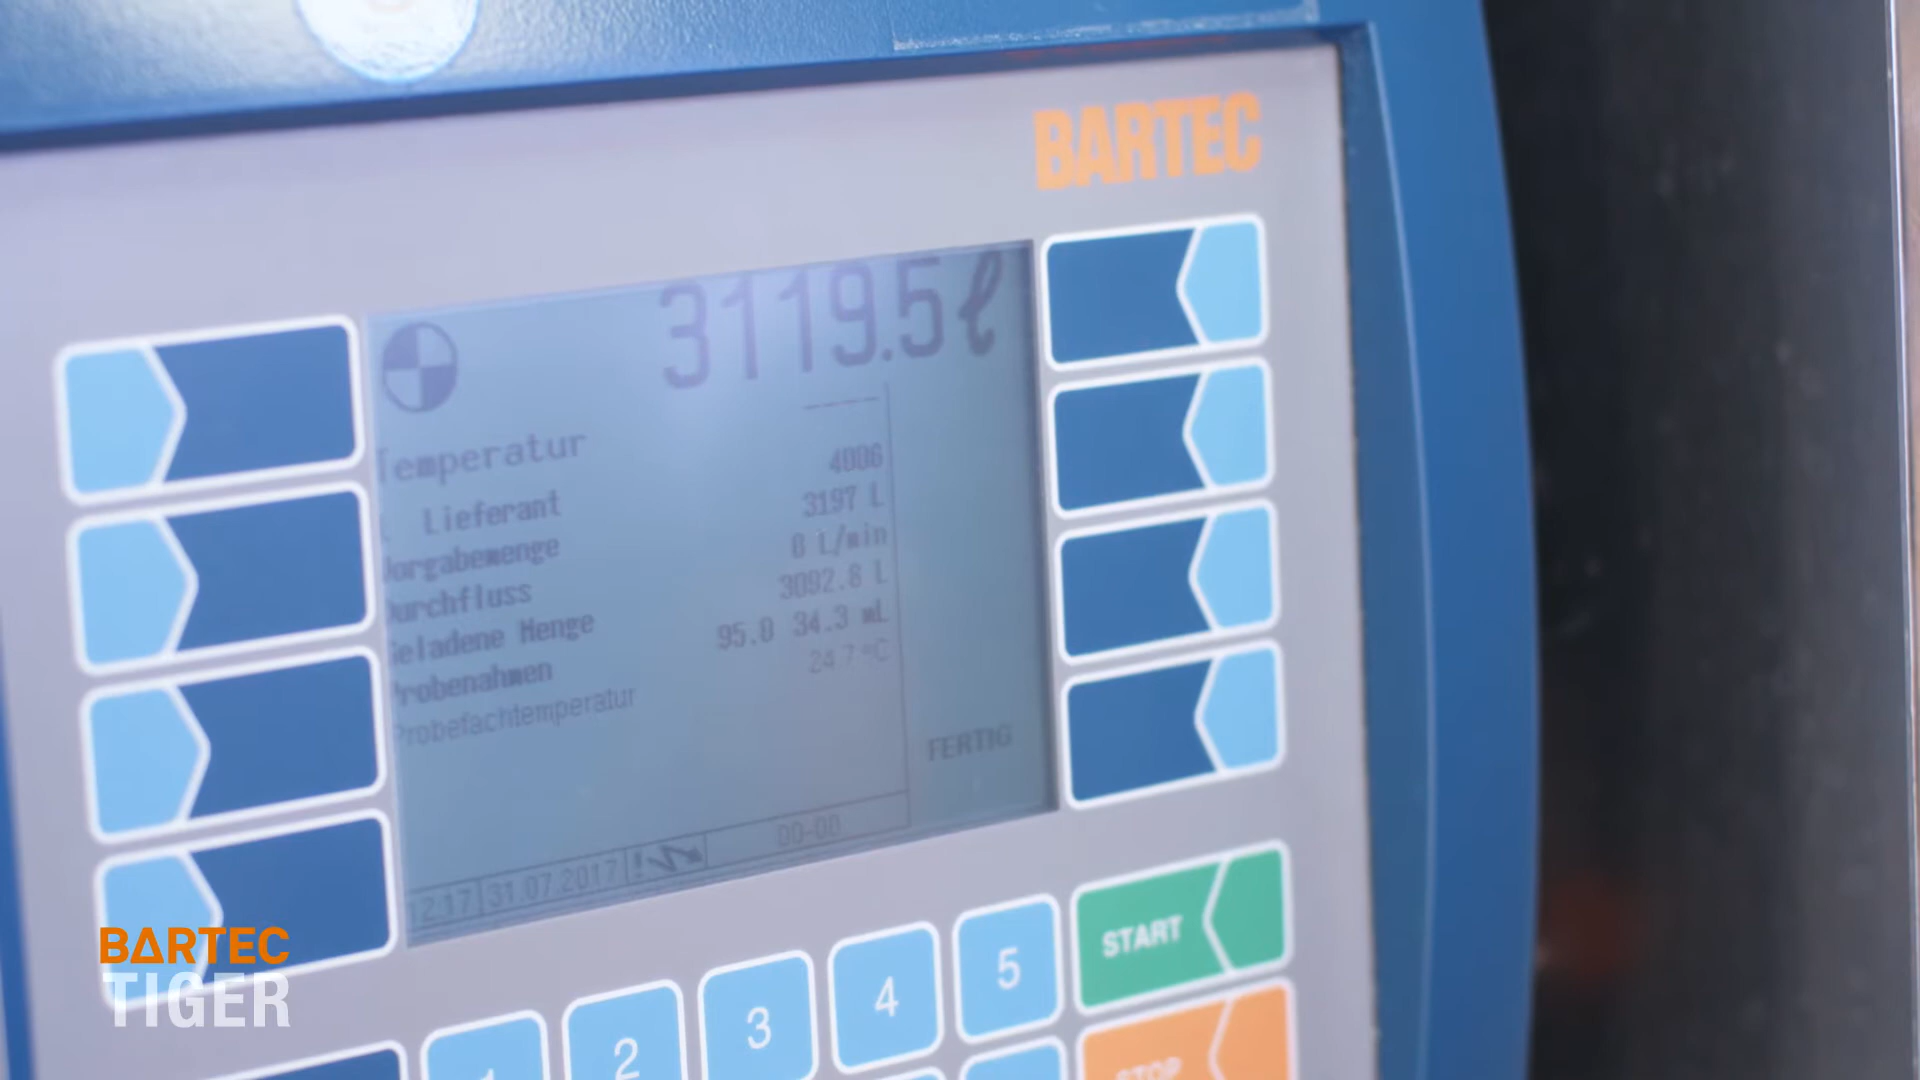 BARTEC
3119.5 ℓ
----
Temperatur
Lieferant 4006
Vorgabemenge 3197 L
Durchfluss 0 L/min
Geladene Menge 3092.8 L
Probenahmen 95.0 34.3 mL
Probefachtemperatur 24.7 °C
FERTIG
12.17 31.07.2017 ! 00-00
START
1 2 3 4 5
STOP
BARTEC
TIGER